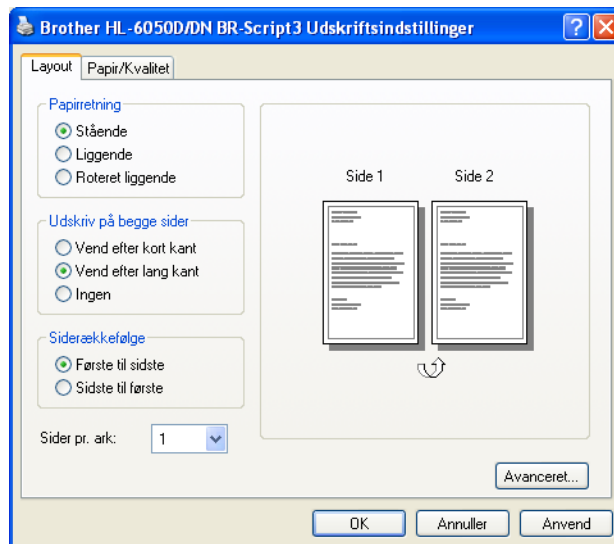 Brother HL-6050D/DN BR-Script3 Udskriftsindstillinger
Layout
Papir/Kvalitet
Papirretning
Stående
Liggende
Roteret liggende
Udskriv på begge sider
Vend efter kort kant
Vend efter lang kant
Ingen
Siderækkefølge
Første til sidste
Sidste til første
Sider pr. ark:
1
Side 1
Side 2
Avanceret...
OK
Annuller
Anvend